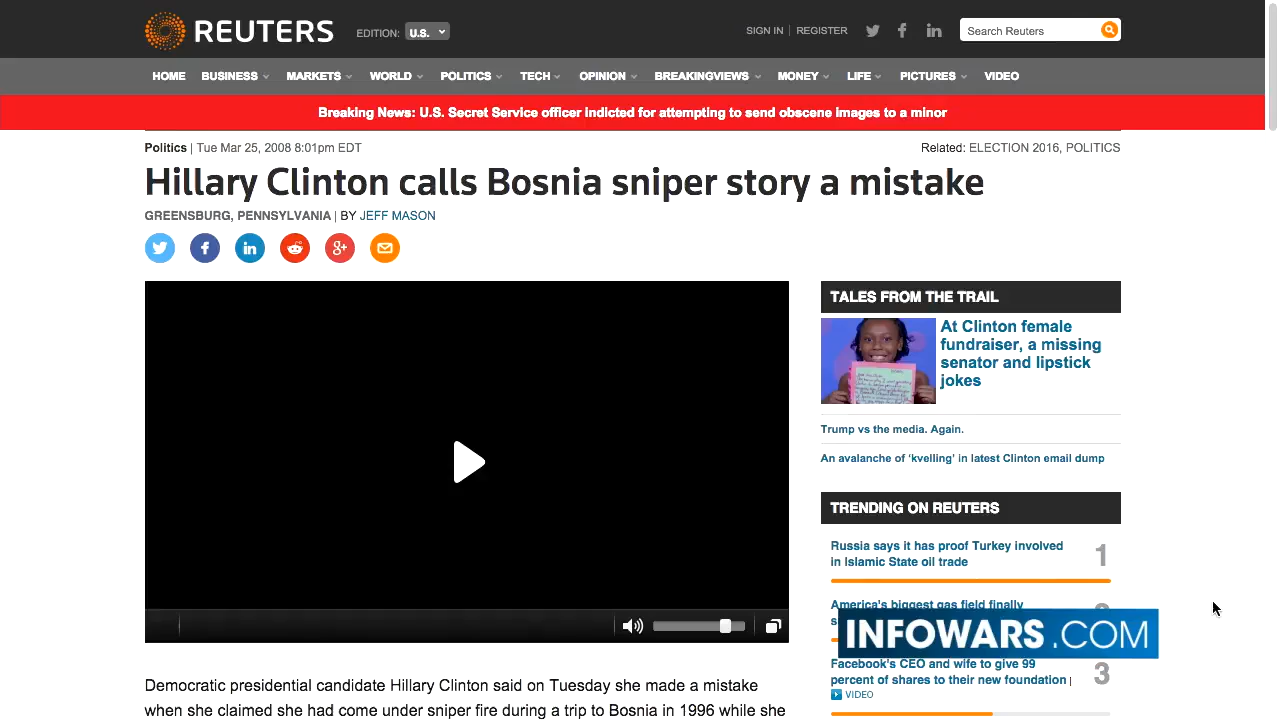 REUTERS
EDITION: U.S.
SIGN IN | REGISTER
Search Reuters
HOME BUSINESS MARKETS WORLD POLITICS TECH OPINION BREAKINGVIEWS MONEY LIFE PICTURES VIDEO
Breaking News: U.S. Secret Service officer indicted for attempting to send obscene images to a minor
Politics | Tue Mar 25, 2008 8:01pm EDT
Related: ELECTION 2016, POLITICS
Hillary Clinton calls Bosnia sniper story a mistake
GREENSBURG, PENNSYLVANIA | BY JEFF MASON
TALES FROM THE TRAIL
At Clinton female
fundraiser, a missing
senator and lipstick
jokes
Trump vs the media. Again.
An avalanche of 'kvelling' in latest Clinton email dump
TRENDING ON REUTERS
Russia says it has proof Turkey involved
in Islamic State oil trade
1
America's biggest gas field finally
INFOWARS.COM
Facebook's CEO and wife to give 99
percent of shares to their new foundation |
VIDEO
3
Democratic presidential candidate Hillary Clinton said on Tuesday she made a mistake
when she claimed she had come under sniper fire during a trip to Bosnia in 1996 while she